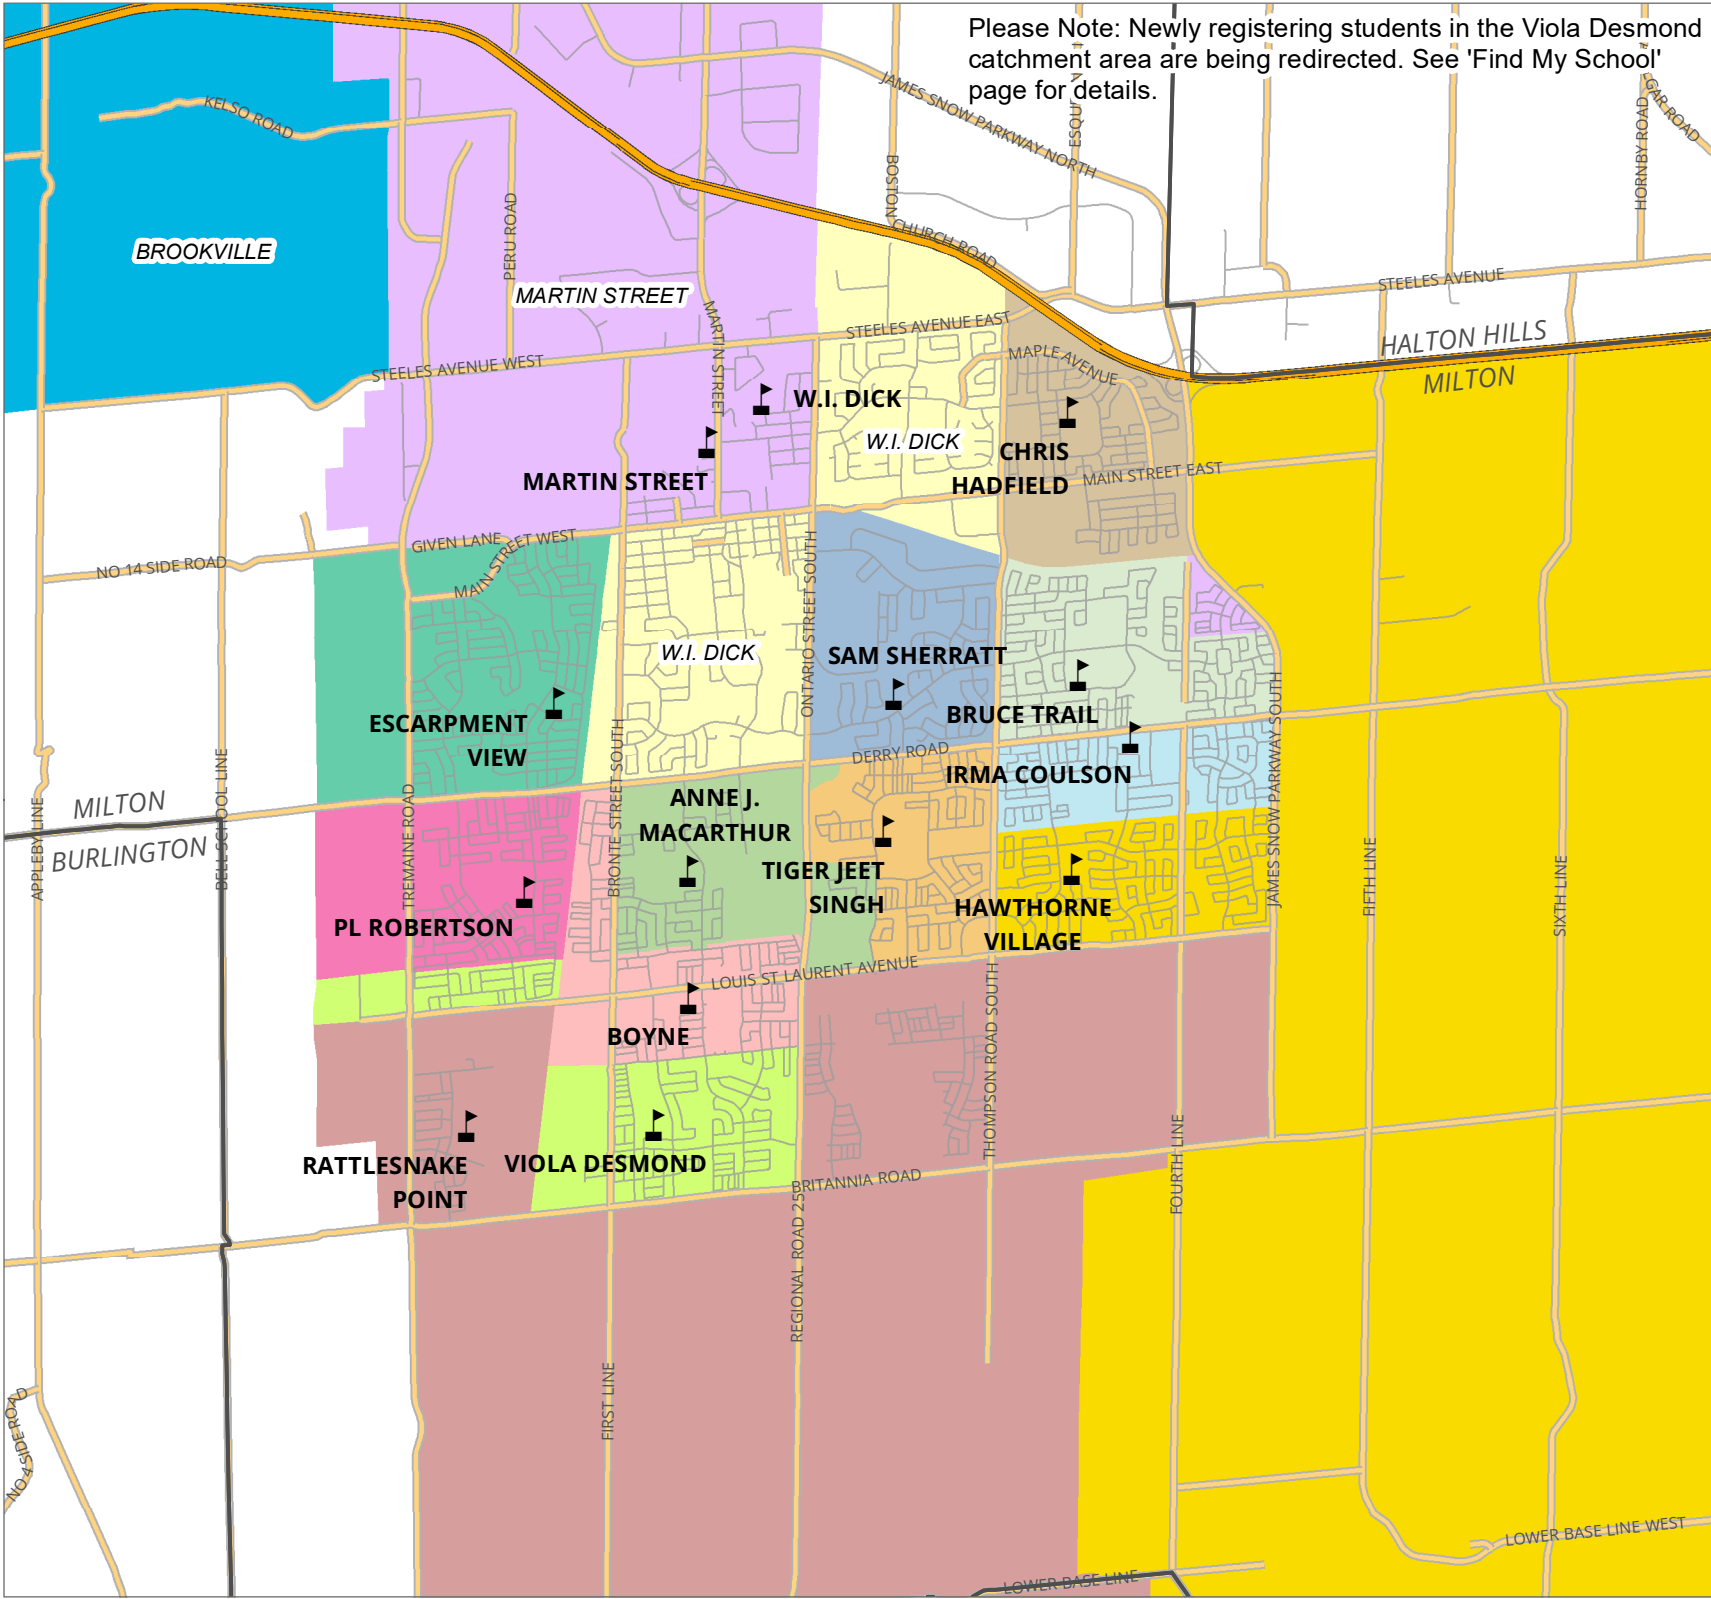 Please Note: Newly registering students in the Viola Desmond
catchment area are being redirected. See 'Find My School'
page for details.
KELSO ROAD
JAMES SNOW PARKWAY NORTH
HORNBY ROAD
GAR ROAD
ESQU
BOSTON
CHURCH ROAD
PERU ROAD
BROOKVILLE
MARTIN STREET
STEELES AVENUE
HALTON HILLS
MILTON
STEELES AVENUE EAST
MARTIN STREET
STEELES AVENUE WEST
MAPLE AVENUE
W.I. DICK
W.I. DICK
CHRIS
HADFIELD
MARTIN STREET
MAIN STREET EAST
GIVEN LANE
MAIN STREET WEST
NO 14 SIDE ROAD
ONTARIO STREET SOUTH
W.I. DICK
SAM SHERRATT
BRUCE TRAIL
ESCARPMENT
VIEW
BRONTE STREET SOUTH
DERRY ROAD
IRMA COULSON
JAMES SNOW PARKWAY SOUTH
MILTON
BURLINGTON
APPLEBY LINE
BELL SCHOOL LINE
TREMAINE ROAD
ANNE J.
MACARTHUR
TIGER JEET
SINGH
HAWTHORNE
VILLAGE
FIFTH LINE
SIXTH LINE
PL ROBERTSON
LOUIS ST LAURENT AVENUE
BOYNE
THOMPSON ROAD SOUTH
RATTLESNAKE
POINT
VIOLA DESMOND
BRITANNIA ROAD
FOURTH LINE
REGIONAL ROAD 25
FIRST LINE
NO 4 SIDE ROAD
LOWER BASE LINE WEST
LOWER BASE LINE